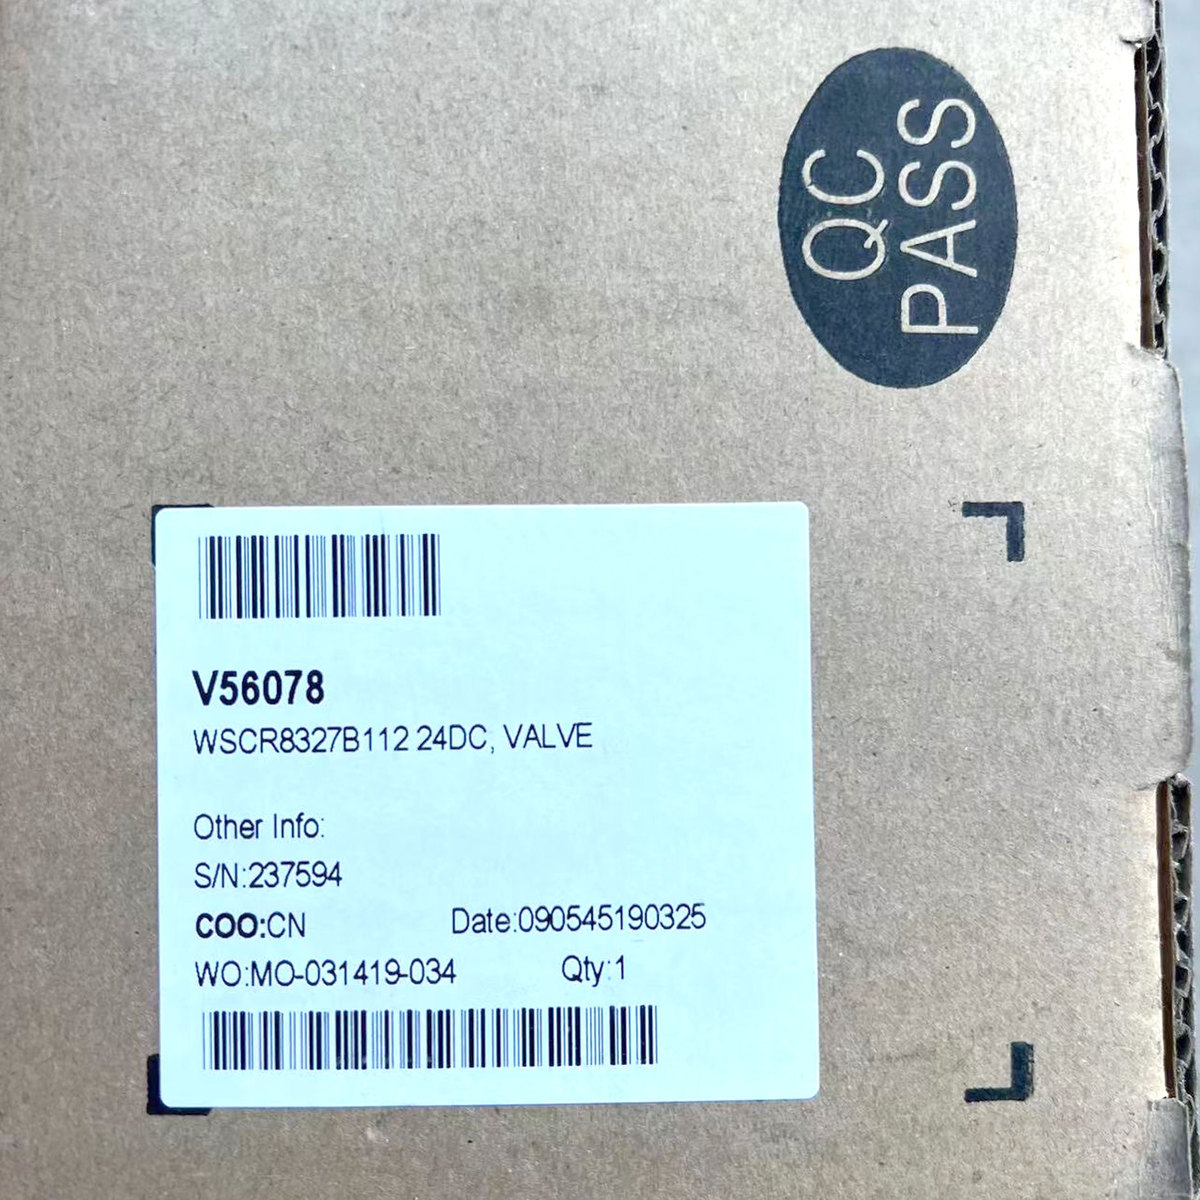 QC
PASS
V56078
WSCR8327B112 24DC, VALVE
Other Info:
S/N:237594
COO:CN Date:090545190325
WO:MO-031419-034 Qty:1